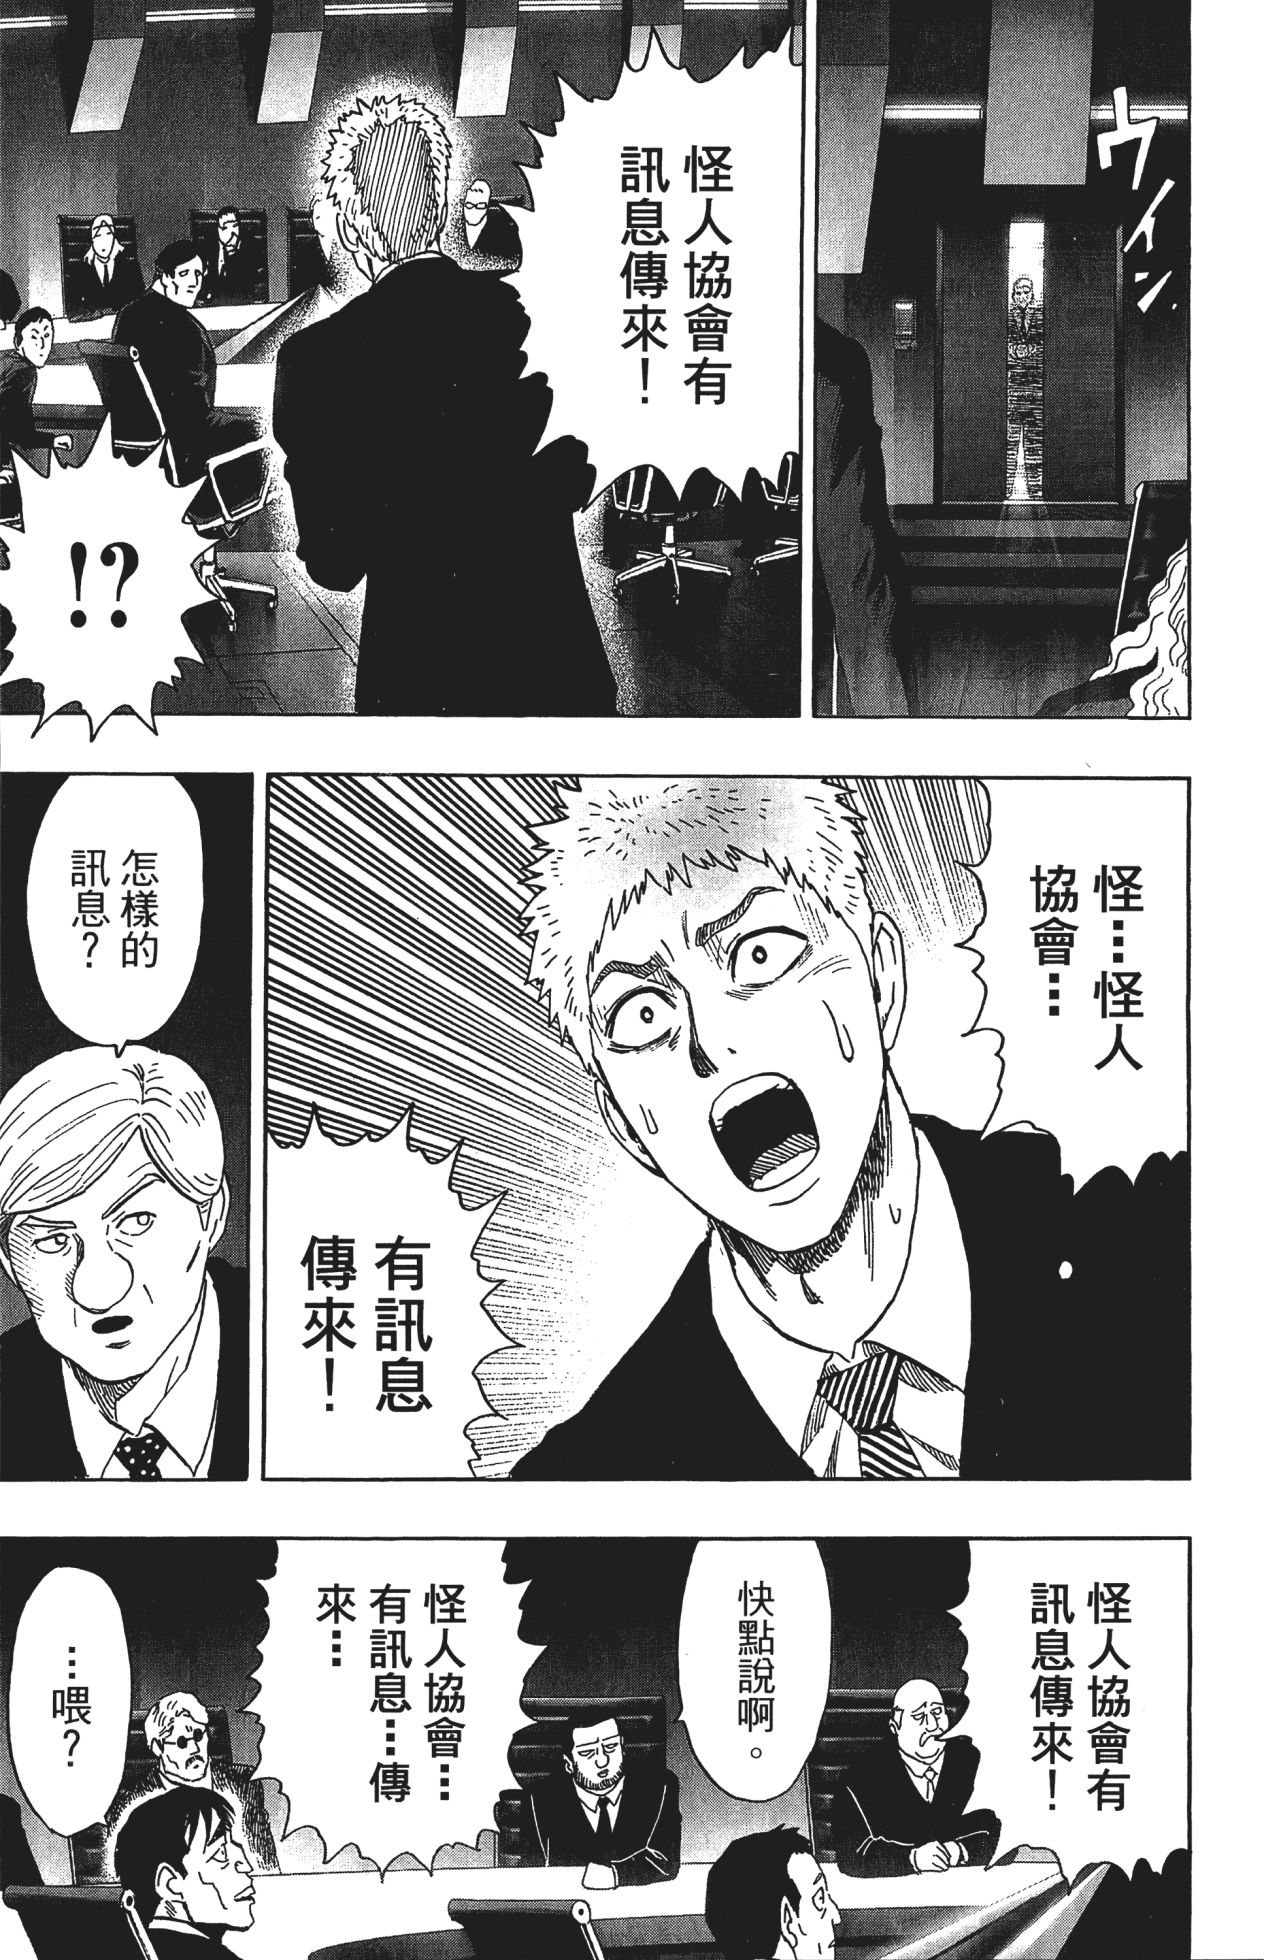 ウイン
怪人協會有
訊息傳來！
！？
怪…怪人
協會…
有訊息
傳來！
怎樣的
訊息？
怪人協會有
訊息傳來！
快點說啊。
怪人協會…
有訊息…傳
來…
…喂？